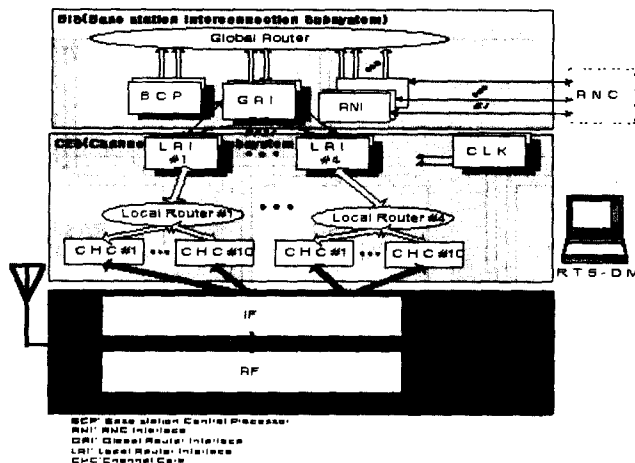 BIS(Base station Interconnection Subsystem)
Global Router
BCP
GRI
RNI
RNC
LRI
#1
LRI
#4
CLK
Local Router #1
Local Router #4
CHC#1
CHC#10
CHC#1
CHC#10
RTS-DM
IF
RF
BCP: Base station Control Processor
RNI: RNC Interface
GRI: Global Router Interface
LRI: Local Router Interface
CHC: Channel Card